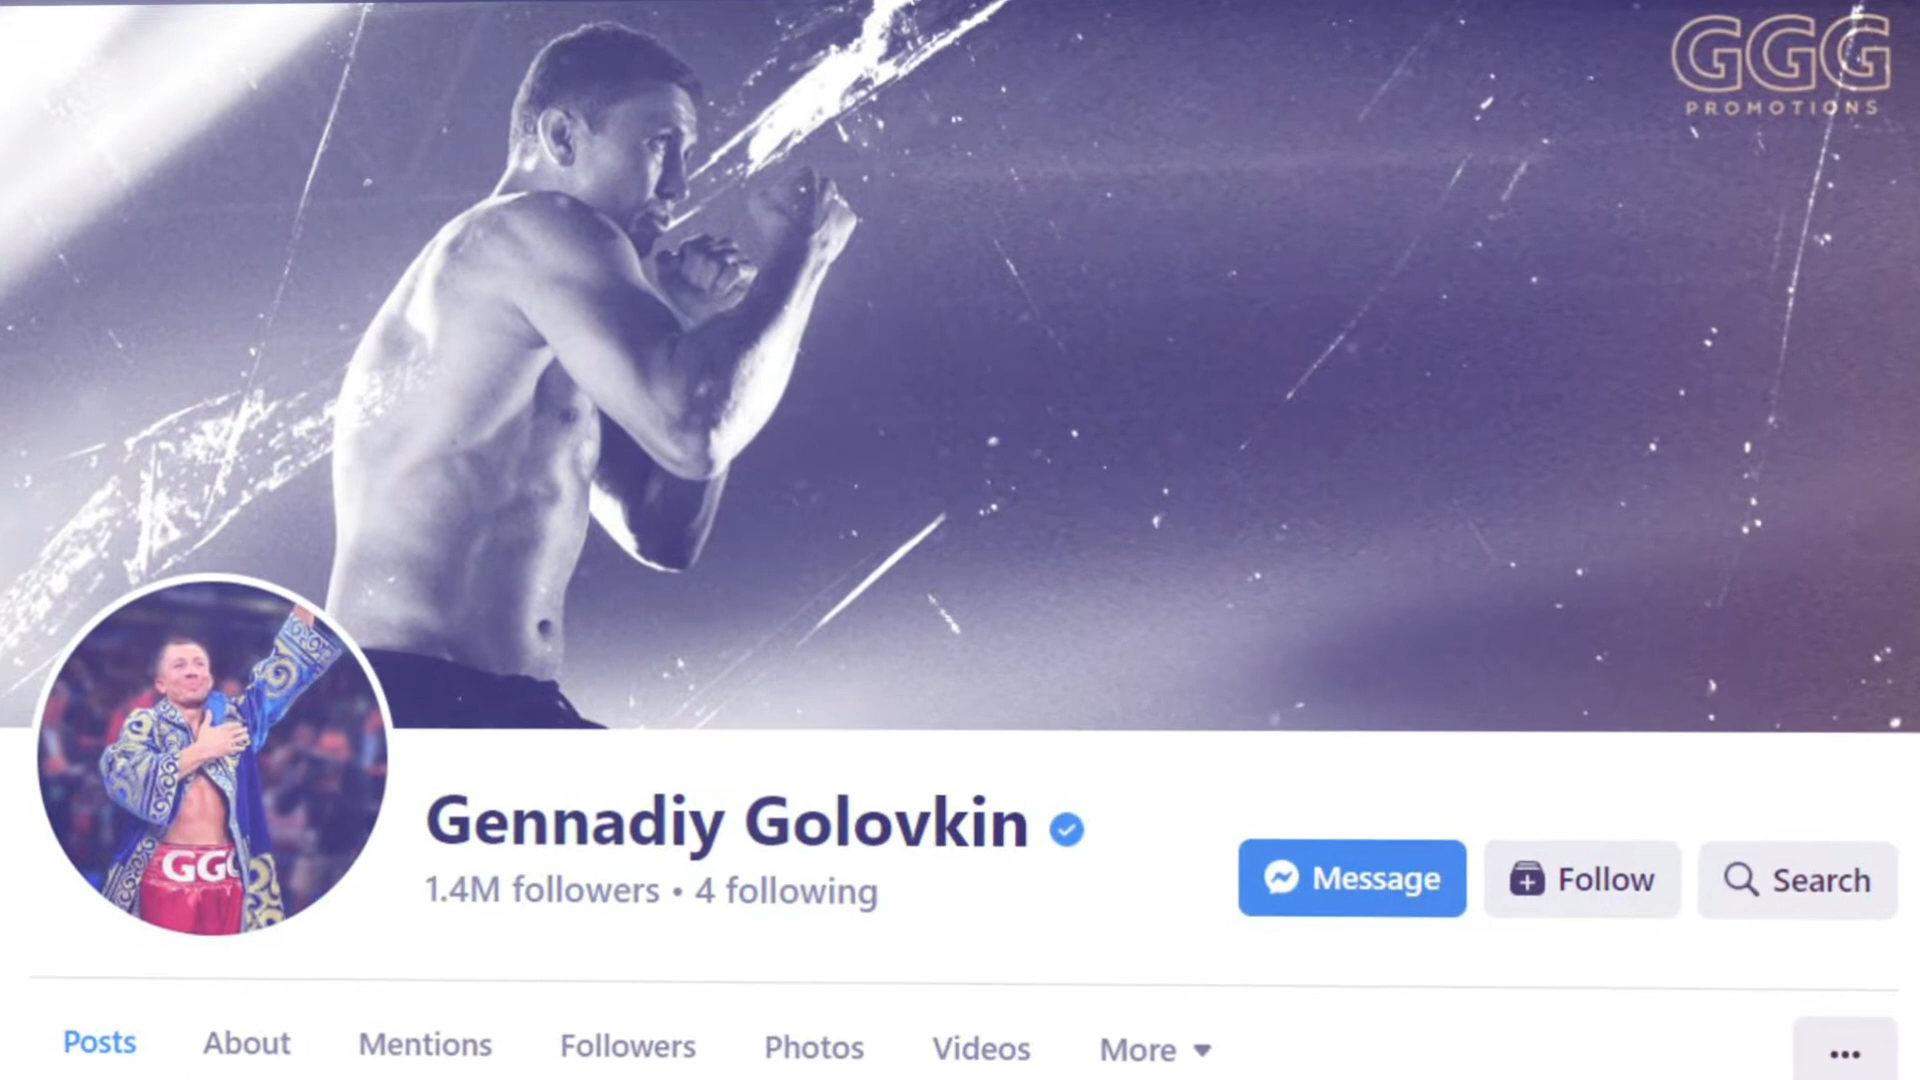 GGG
PROMOTIONS
GGG
Gennadiy Golovkin
1.4M followers • 4 following
Message
Follow
Search
Posts
About
Mentions
Followers
Photos
Videos
More